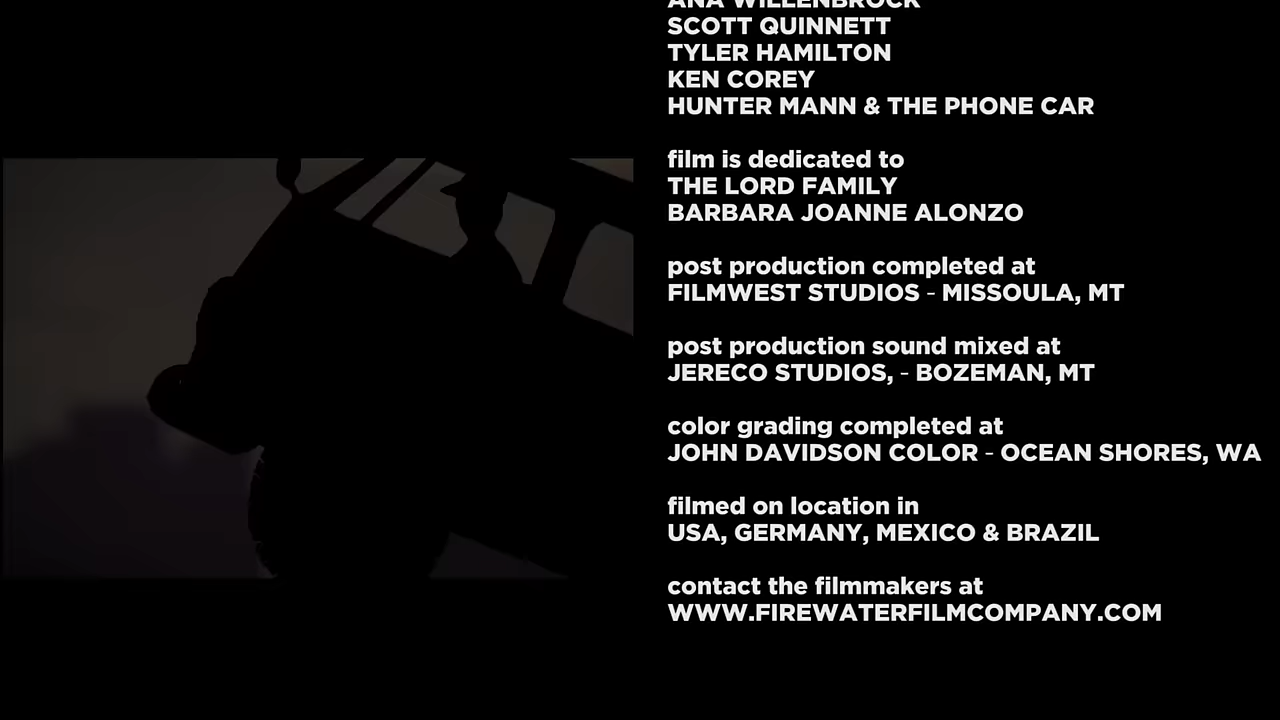 ANA WILLENBROCK
SCOTT QUINNETT
TYLER HAMILTON
KEN COREY
HUNTER MANN & THE PHONE CAR
film is dedicated to
THE LORD FAMILY
BARBARA JOANNE ALONZO
post production completed at
FILMWEST STUDIOS - MISSOULA, MT
post production sound mixed at
JERECO STUDIOS, - BOZEMAN, MT
color grading completed at
JOHN DAVIDSON COLOR - OCEAN SHORES, WA
filmed on location in
USA, GERMANY, MEXICO & BRAZIL
contact the filmmakers at
WWW.FIREWATERFILMCOMPANY.COM